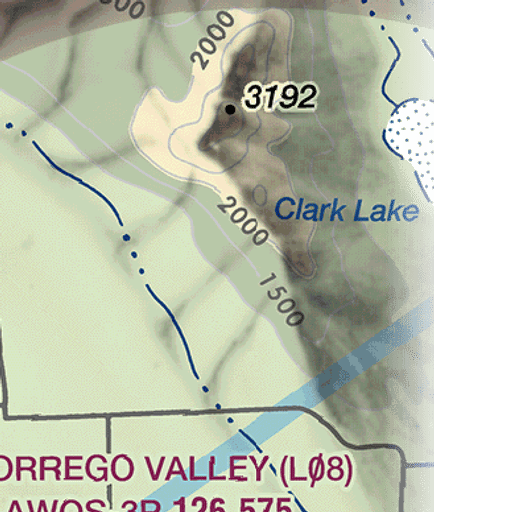 2000
3192
Clark Lake
2000
1500
ORREGO VALLEY (LØ8)
AWOS-3P 126.575